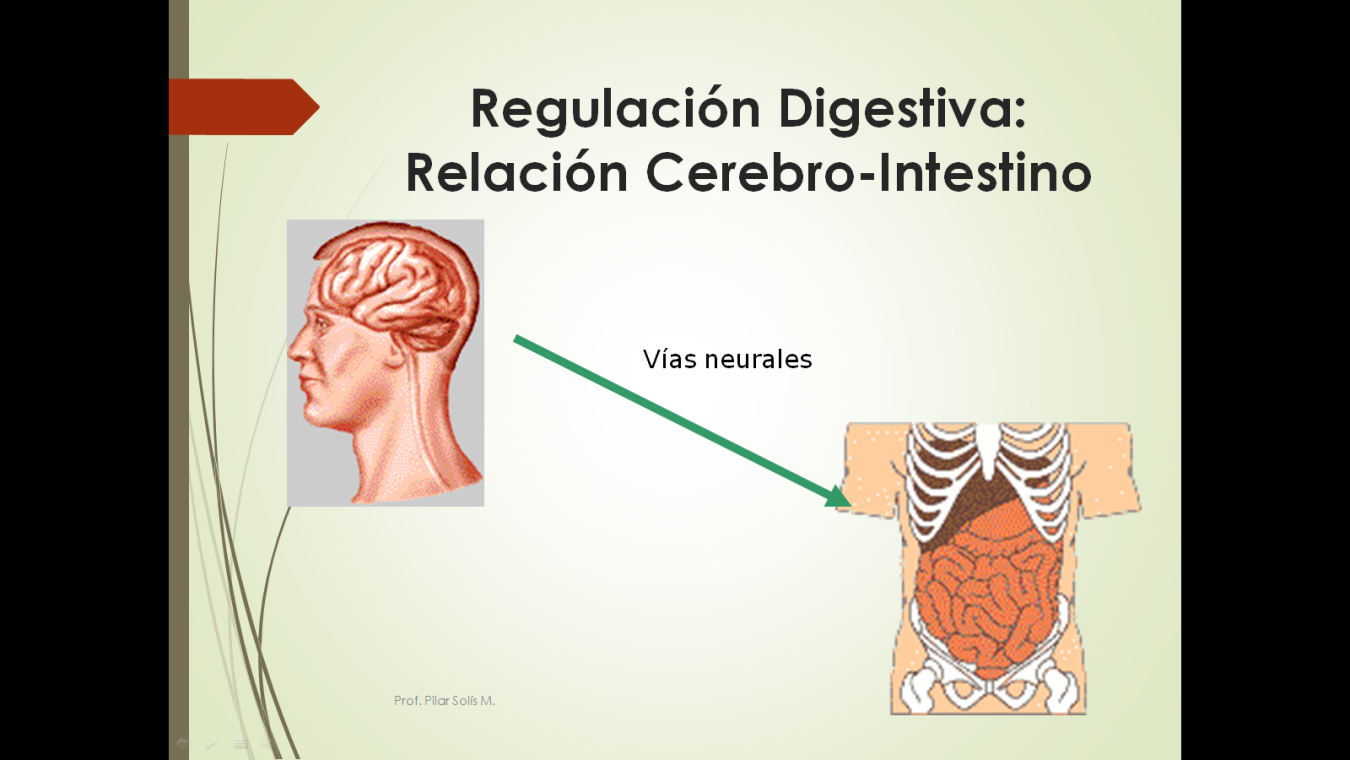 Regulación Digestiva:
Relación Cerebro-Intestino
Vías neurales
Prof. Pilar Solís M.